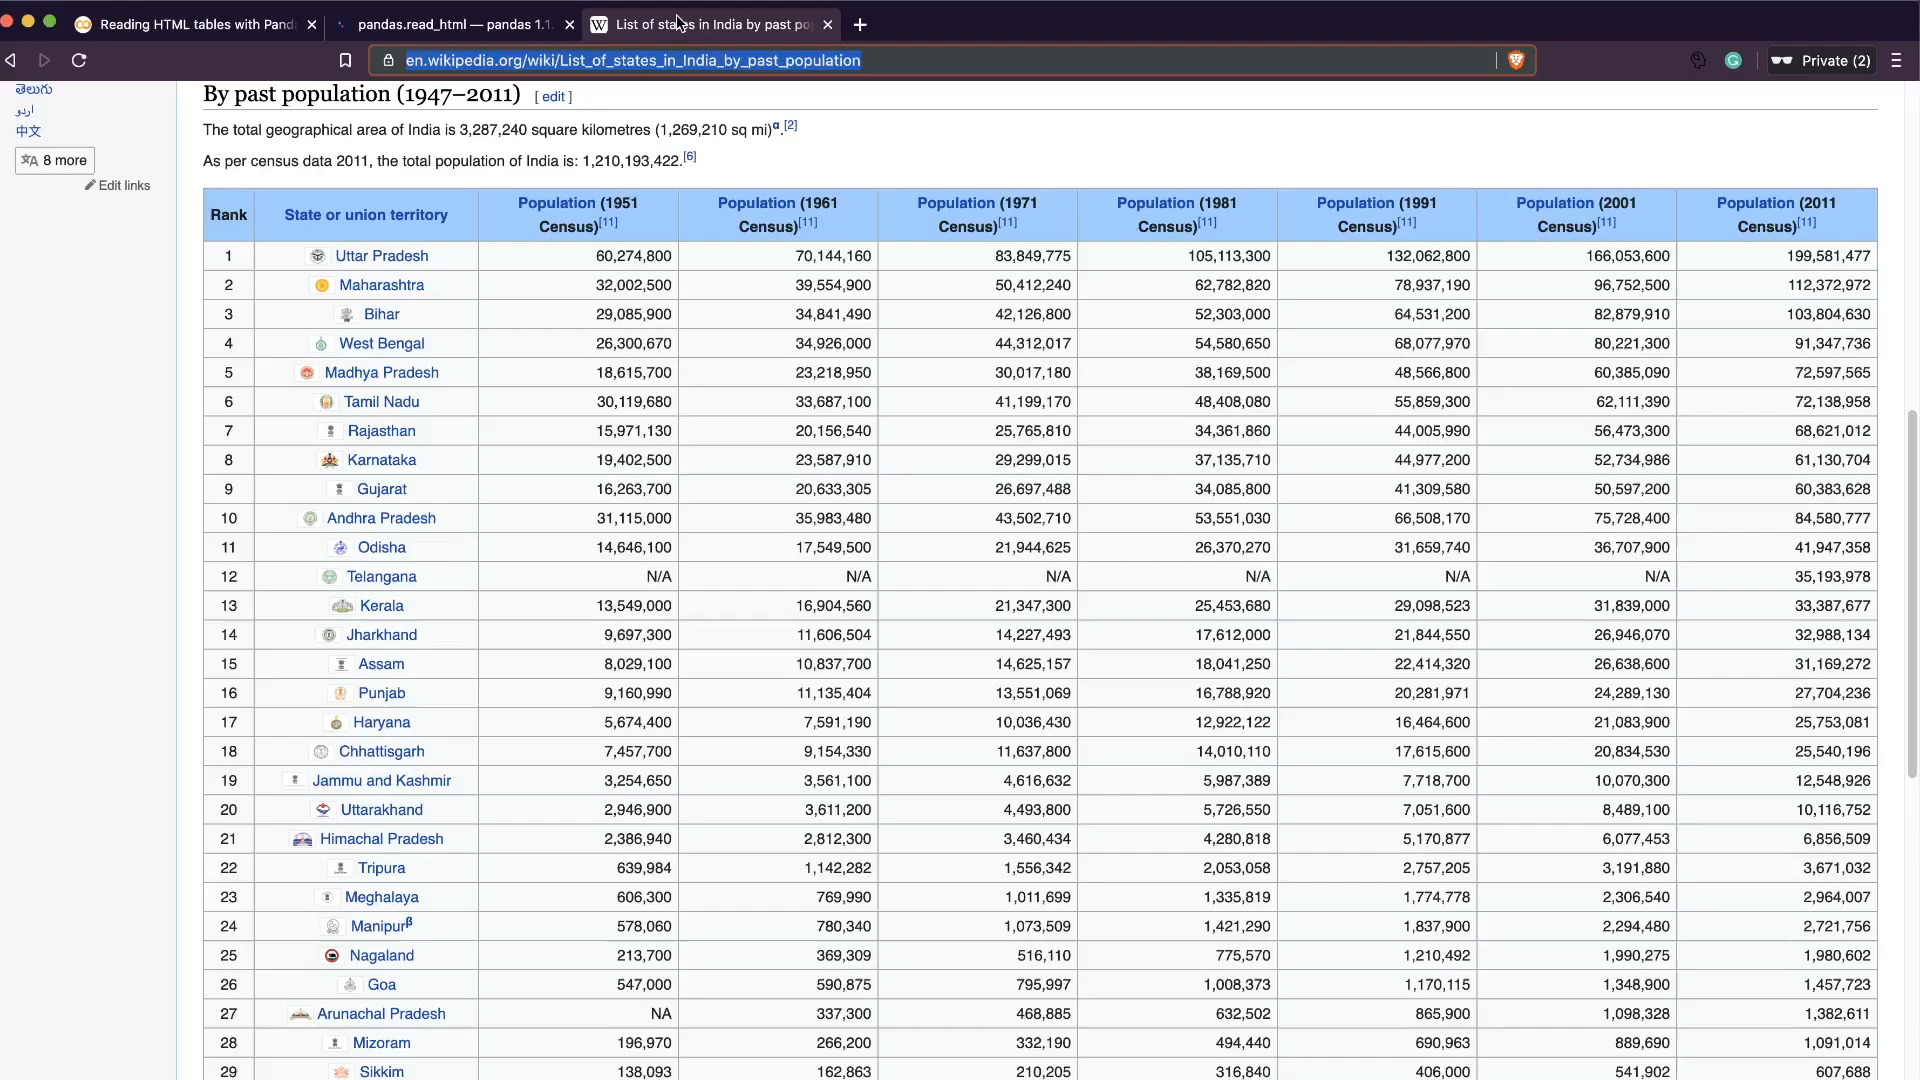 Reading HTML tables with Panda
pandas.read_html — pandas 1.1.
List of states in India by past po
en.wikipedia.org/wiki/List_of_states_in_India_by_past_population
Private (2)
తెలుగు
اردو
中文
8 more
Edit links
By past population (1947–2011) [ edit ]
The total geographical area of India is 3,287,240 square kilometres (1,269,210 sq mi)α.[2]
As per census data 2011, the total population of India is: 1,210,193,422.[6]
Rank State or union territory Population (1951 Census)[11] Population (1961 Census)[11] Population (1971 Census)[11] Population (1981 Census)[11] Population (1991 Census)[11] Population (2001 Census)[11] Population (2011 Census)[11]
1 Uttar Pradesh 60,274,800 70,144,160 83,849,775 105,113,300 132,062,800 166,053,600 199,581,477
2 Maharashtra 32,002,500 39,554,900 50,412,240 62,782,820 78,937,190 96,752,500 112,372,972
3 Bihar 29,085,900 34,841,490 42,126,800 52,303,000 64,531,200 82,879,910 103,804,630
4 West Bengal 26,300,670 34,926,000 44,312,017 54,580,650 68,077,970 80,221,300 91,347,736
5 Madhya Pradesh 18,615,700 23,218,950 30,017,180 38,169,500 48,566,800 60,385,090 72,597,565
6 Tamil Nadu 30,119,680 33,687,100 41,199,170 48,408,080 55,859,300 62,111,390 72,138,958
7 Rajasthan 15,971,130 20,156,540 25,765,810 34,361,860 44,005,990 56,473,300 68,621,012
8 Karnataka 19,402,500 23,587,910 29,299,015 37,135,710 44,977,200 52,734,986 61,130,704
9 Gujarat 16,263,700 20,633,305 26,697,488 34,085,800 41,309,580 50,597,200 60,383,628
10 Andhra Pradesh 31,115,000 35,983,480 43,502,710 53,551,030 66,508,170 75,728,400 84,580,777
11 Odisha 14,646,100 17,549,500 21,944,625 26,370,270 31,659,740 36,707,900 41,947,358
12 Telangana N/A N/A N/A N/A N/A N/A 35,193,978
13 Kerala 13,549,000 16,904,560 21,347,300 25,453,680 29,098,523 31,839,000 33,387,677
14 Jharkhand 9,697,300 11,606,504 14,227,493 17,612,000 21,844,550 26,946,070 32,988,134
15 Assam 8,029,100 10,837,700 14,625,157 18,041,250 22,414,320 26,638,600 31,169,272
16 Punjab 9,160,990 11,135,404 13,551,069 16,788,920 20,281,971 24,289,130 27,704,236
17 Haryana 5,674,400 7,591,190 10,036,430 12,922,122 16,464,600 21,083,900 25,753,081
18 Chhattisgarh 7,457,700 9,154,330 11,637,800 14,010,110 17,615,600 20,834,530 25,540,196
19 Jammu and Kashmir 3,254,650 3,561,100 4,616,632 5,987,389 7,718,700 10,070,300 12,548,926
20 Uttarakhand 2,946,900 3,611,200 4,493,800 5,726,550 7,051,600 8,489,100 10,116,752
21 Himachal Pradesh 2,386,940 2,812,300 3,460,434 4,280,818 5,170,877 6,077,453 6,856,509
22 Tripura 639,984 1,142,282 1,556,342 2,053,058 2,757,205 3,191,880 3,671,032
23 Meghalaya 606,300 769,990 1,011,699 1,335,819 1,774,778 2,306,540 2,964,007
24 Manipurβ 578,060 780,340 1,073,509 1,421,290 1,837,900 2,294,480 2,721,756
25 Nagaland 213,700 369,309 516,110 775,570 1,210,492 1,990,275 1,980,602
26 Goa 547,000 590,875 795,997 1,008,373 1,170,115 1,348,900 1,457,723
27 Arunachal Pradesh NA 337,300 468,885 632,502 865,900 1,098,328 1,382,611
28 Mizoram 196,970 266,200 332,190 494,440 690,963 889,690 1,091,014
29 Sikkim 138,093 162,863 210,205 316,840 406,000 541,902 607,688